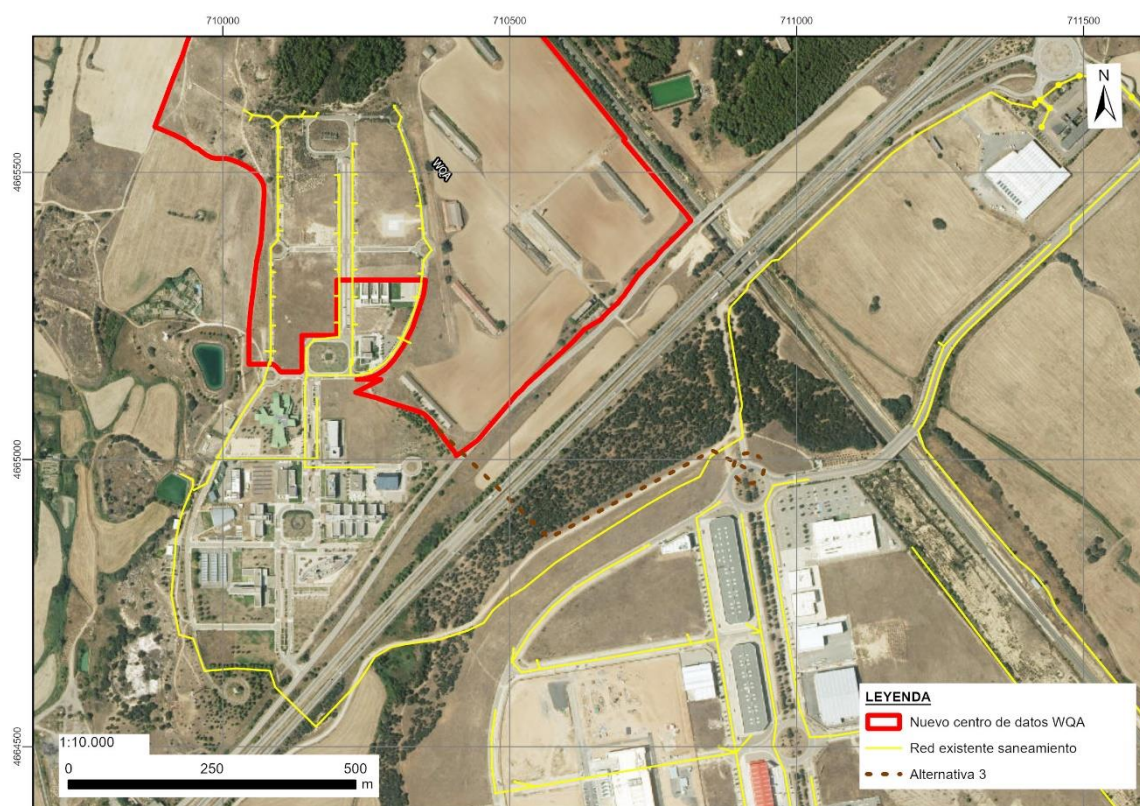 710000
710500
711000
711500
N
WQA
4665500
4665000
4664500
LEYENDA
Nuevo centro de datos WQA
Red existente saneamiento
Alternativa 3
1:10.000
0
250
500
m